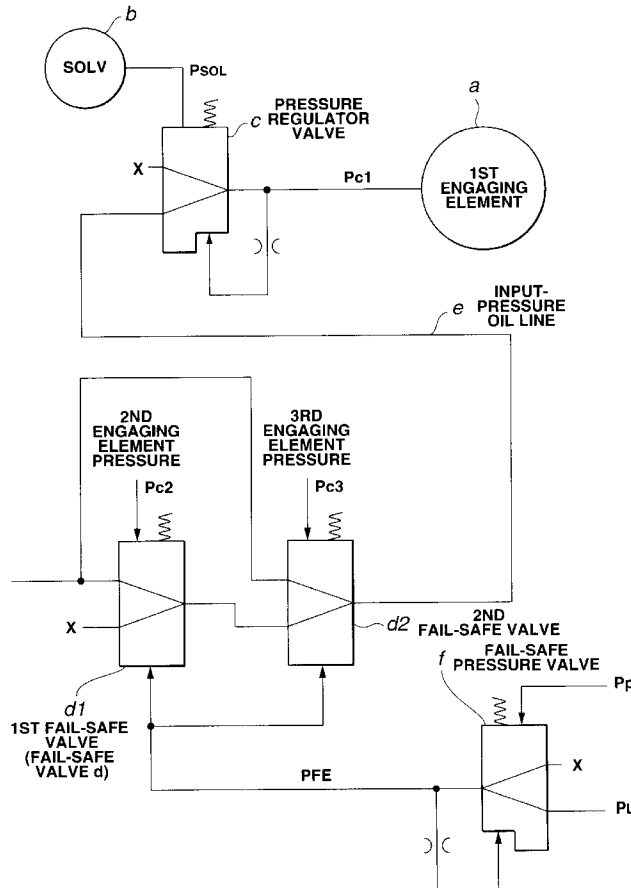 b
SOLV
PSOL
PRESSURE
REGULATOR
VALVE
c
a
X
Pc1
1ST
ENGAGING
ELEMENT
INPUT-
PRESSURE
OIL LINE
e
2ND
ENGAGING
ELEMENT
PRESSURE
3RD
ENGAGING
ELEMENT
PRESSURE
Pc2
Pc3
X
d2
2ND
FAIL-SAFE VALVE
d1
1ST FAIL-SAFE
VALVE
(FAIL-SAFE
VALVE d)
f
FAIL-SAFE
PRESSURE VALVE
X
PFE